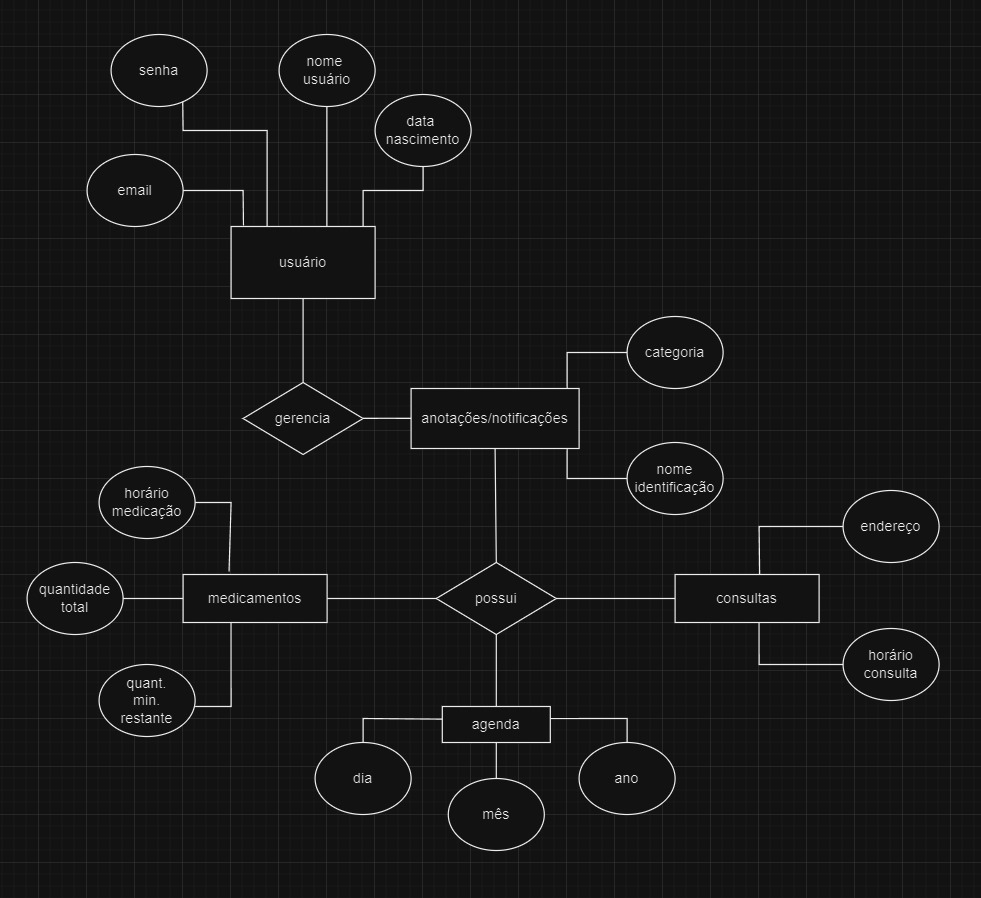 senha
nome
usuário
data
nascimento
email
usuário
categoria
gerencia
anotações/notificações
nome
identificação
horário
medicação
endereço
quantidade
total
medicamentos
possui
consultas
horário
consulta
quant.
min.
restante
agenda
dia
mês
ano